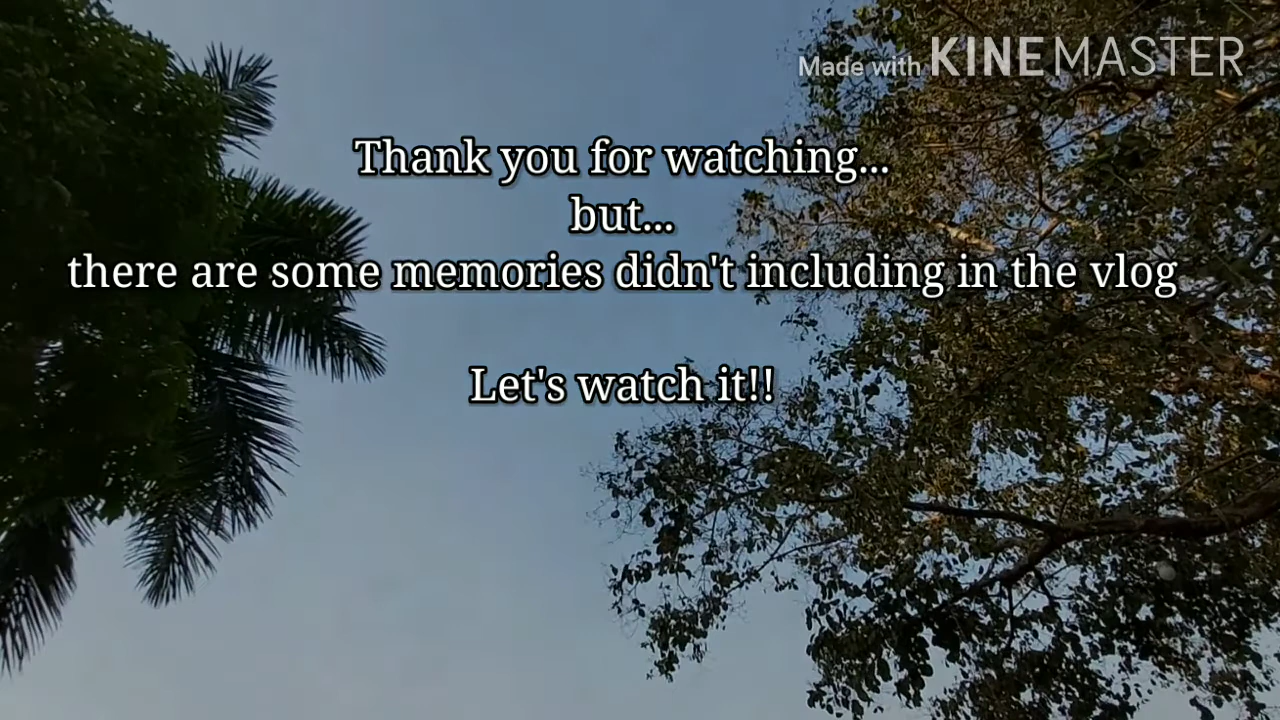 Made with KINEMASTER
Thank you for watching...
but...
there are some memories didn't including in the vlog
Let's watch it!!